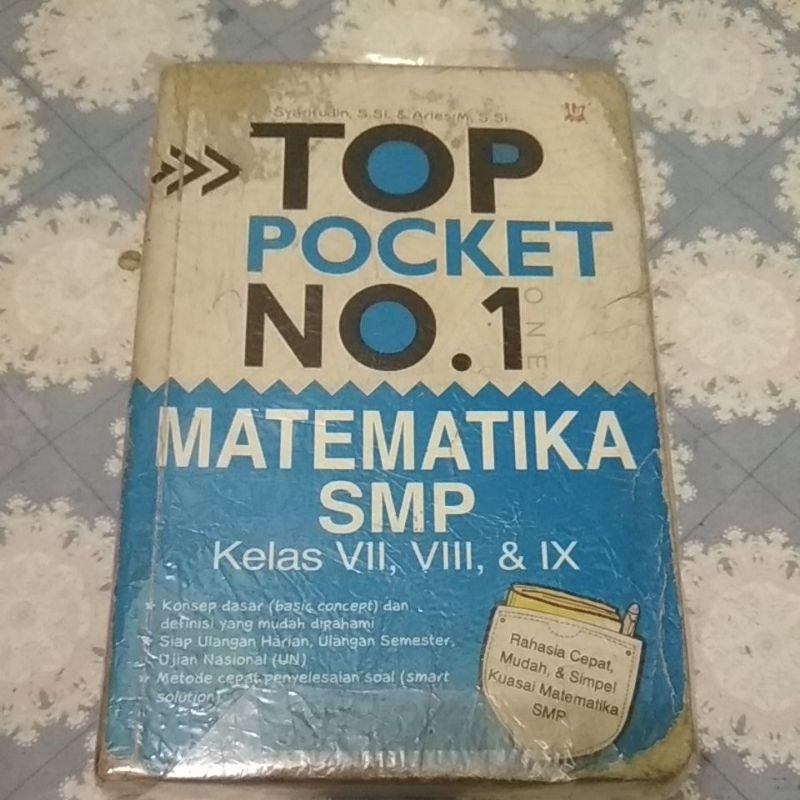 Syarifudin, S.Si. & Aries M, S.Si.
TOP
POCKET
NO.1
ONE
MATEMATIKA
SMP
Kelas VII, VIII, & IX
Konsep dasar (basic concept) dan
definisi yang mudah dipahami
Siap Ulangan Harian, Ulangan Semester,
Ujian Nasional (UN)
Metode cepat penyelesaian soal (smart
solution)
Rahasia Cepat,
Mudah, & Simpel
Kuasai Matematika
SMP